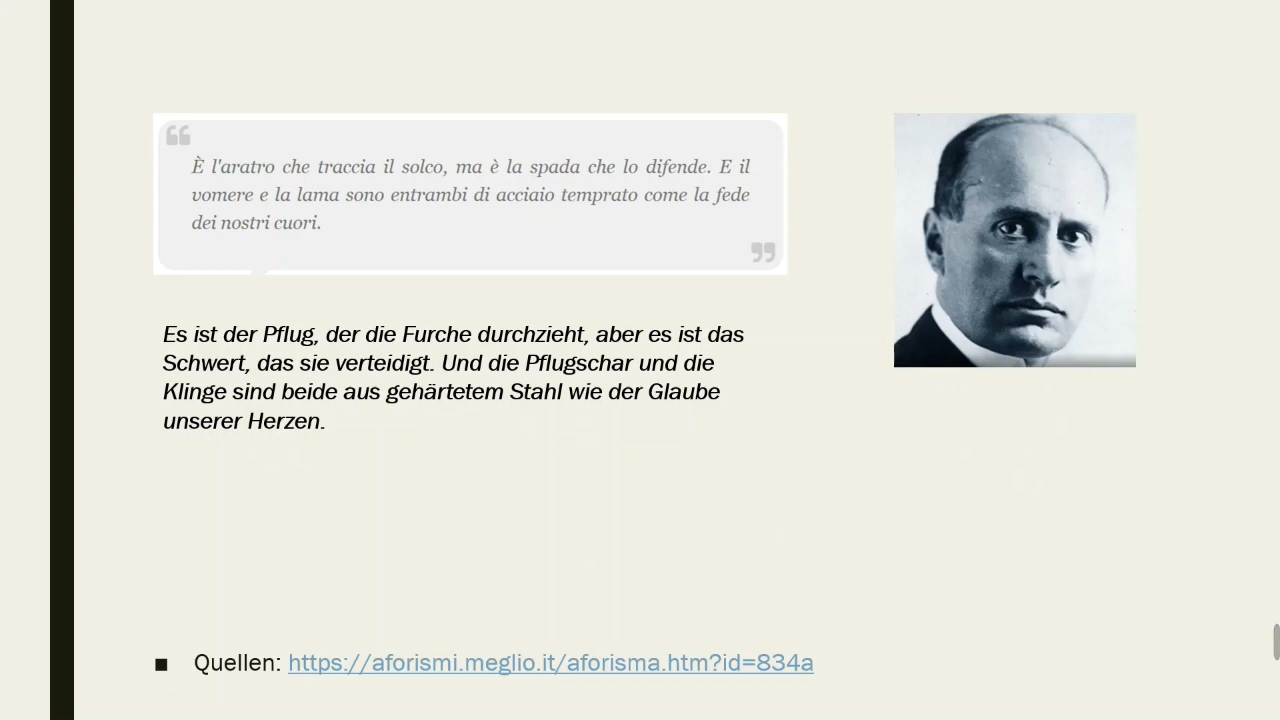 È l'aratro che traccia il solco, ma è la spada che lo difende. E il
vomere e la lama sono entrambi di acciaio temprato come la fede
dei nostri cuori.
Es ist der Pflug, der die Furche durchzieht, aber es ist das
Schwert, das sie verteidigt. Und die Pflugschar und die
Klinge sind beide aus gehärtetem Stahl wie der Glaube
unserer Herzen.
Quellen: https://aforismi.meglio.it/aforisma.htm?id=834a